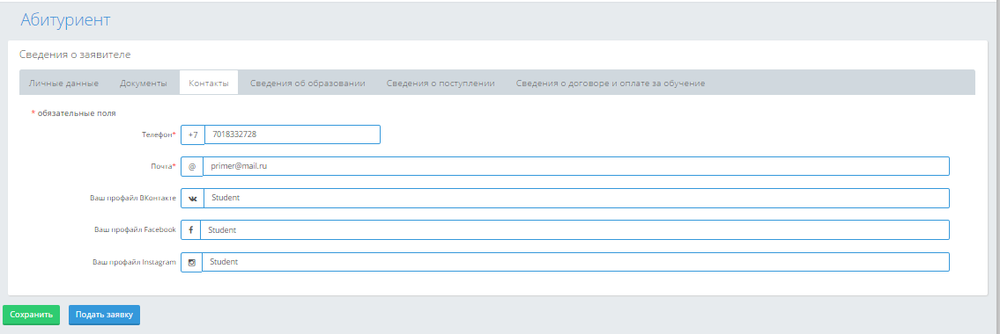 Абитуриент
Сведения о заявителе
Личные данные Документы Контакты Сведения об образовании Сведения о поступлении Сведения о договоре и оплате за обучение
* обязательные поля
Телефон* +7 7018332728
Почта* @ primer@mail.ru
Ваш профайл ВКонтакте Student
Ваш профайл Facebook f Student
Ваш профайл Instagram Student
Сохранить Подать заявку